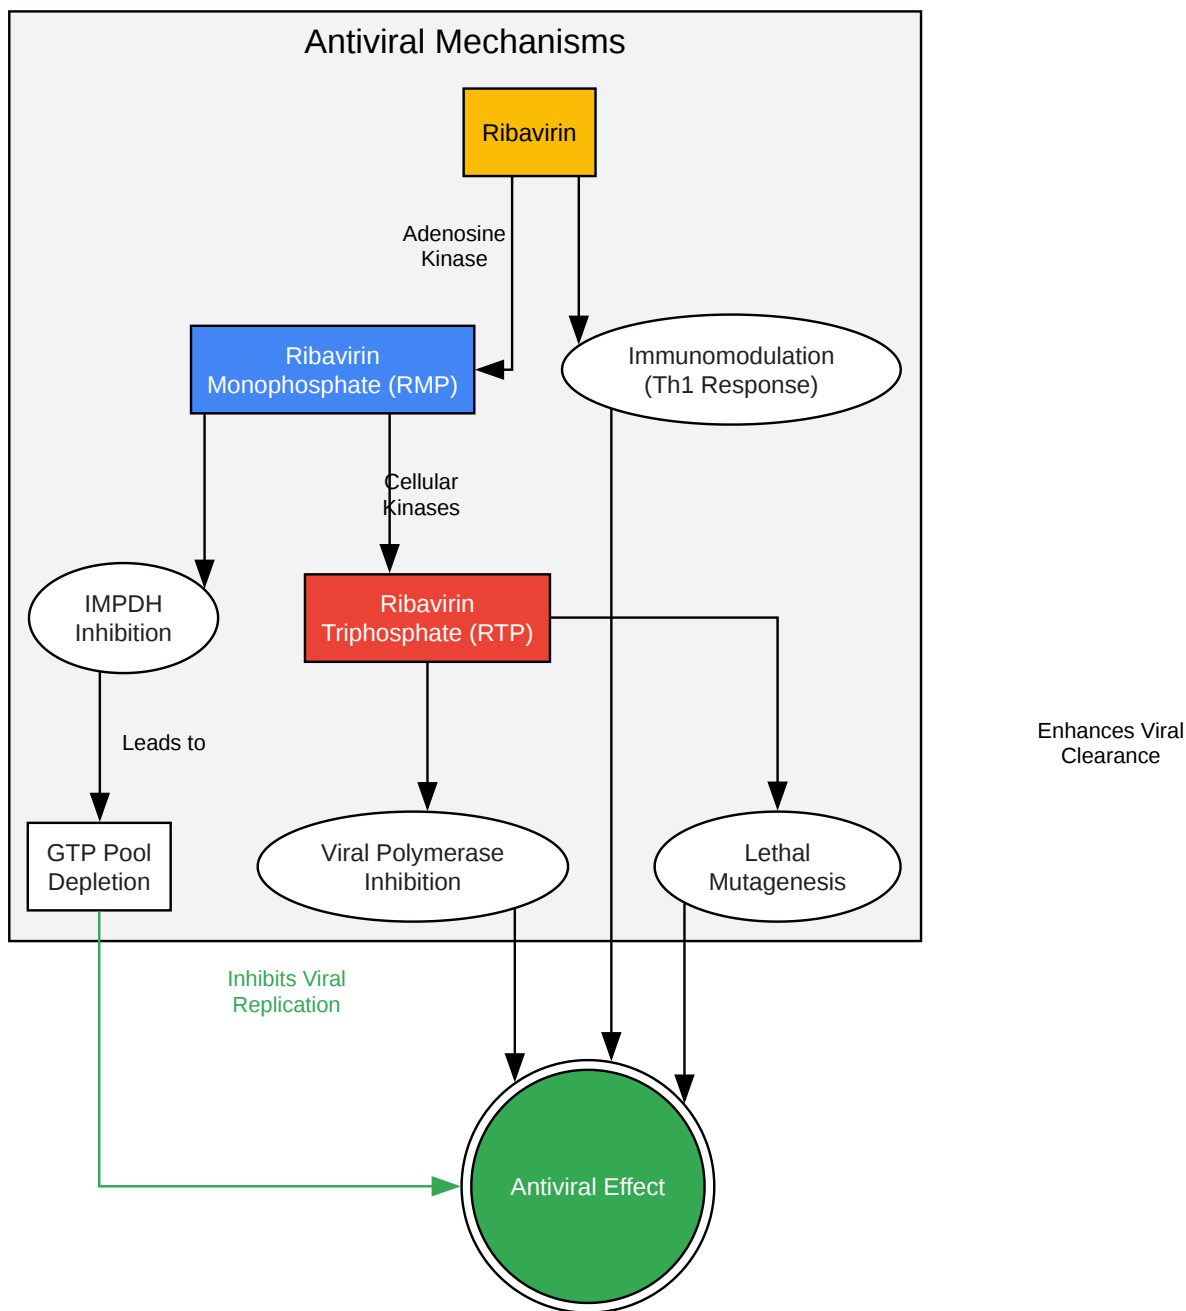 Antiviral Mechanisms
Ribavirin
Adenosine
Kinase
Ribavirin
Monophosphate (RMP)
Immunomodulation
(Th1 Response)
Cellular
Kinases
IMPDH
Inhibition
Ribavirin
Triphosphate (RTP)
Leads to
Enhances Viral
Clearance
GTP Pool
Depletion
Viral Polymerase
Inhibition
Lethal
Mutagenesis
Inhibits Viral
Replication
Antiviral Effect